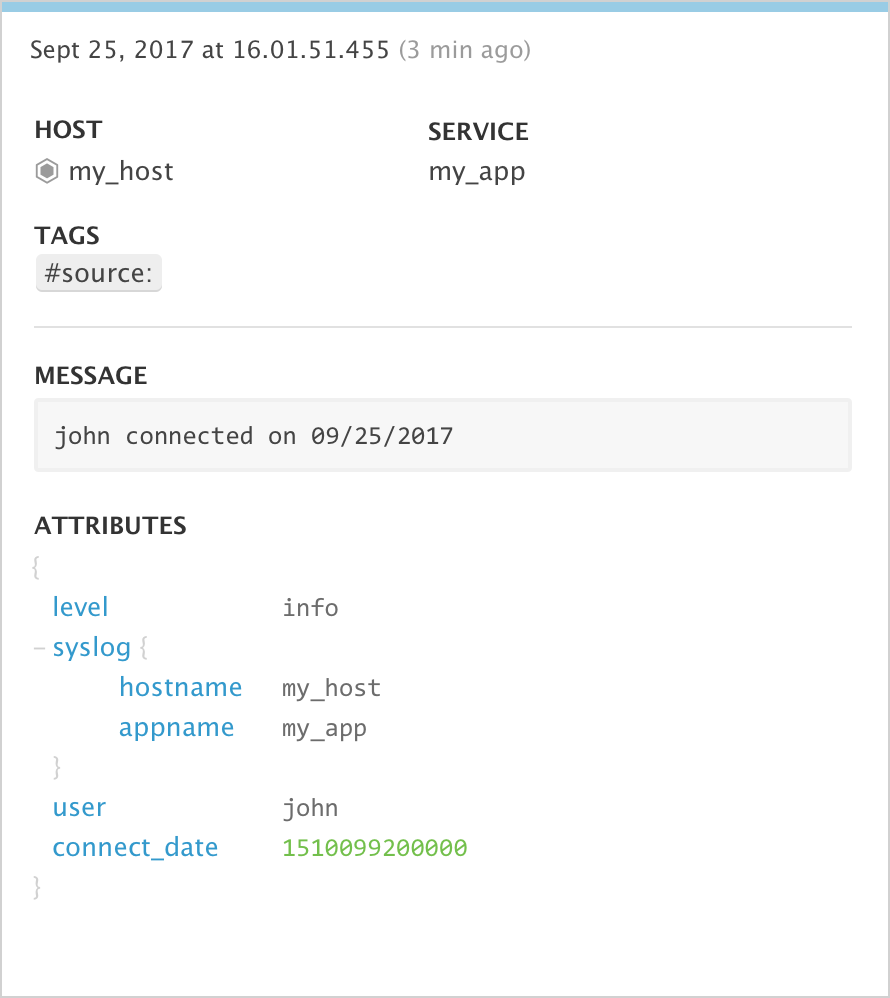 Sept 25, 2017 at 16.01.51.455 (3 min ago)
HOST
SERVICE
my_host
my_app
TAGS
#source:
MESSAGE
john connected on 09/25/2017
ATTRIBUTES
{
level info
– syslog {
hostname my_host
appname my_app
}
user john
connect_date 1510099200000
}